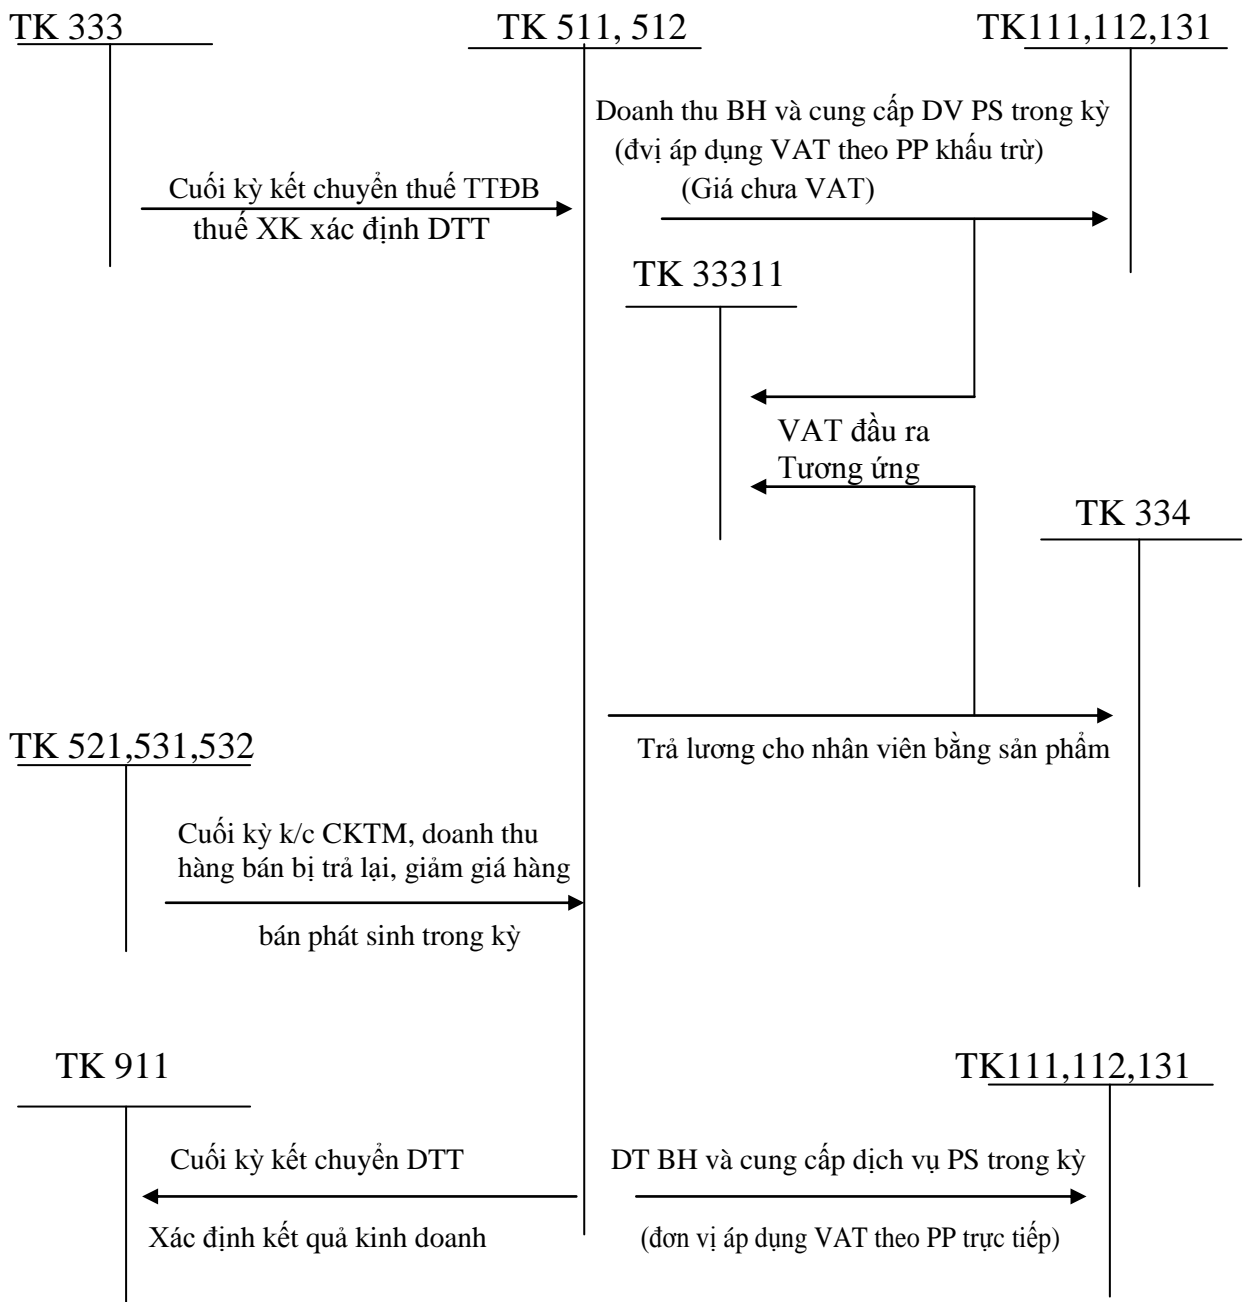 TK 333
TK 511, 512
TK111,112,131
Doanh thu BH và cung cấp DV PS trong kỳ
(đvị áp dụng VAT theo PP khấu trừ)
(Giá chưa VAT)
Cuối kỳ kết chuyển thuế TTĐB
thuế XK xác định DTT
TK 33311
VAT đầu ra
Tương ứng
TK 334
Trả lương cho nhân viên bằng sản phẩm
TK 521,531,532
Cuối kỳ k/c CKTM, doanh thu
hàng bán bị trả lại, giảm giá hàng
bán phát sinh trong kỳ
TK 911
TK111,112,131
Cuối kỳ kết chuyển DTT
DT BH và cung cấp dịch vụ PS trong kỳ
Xác định kết quả kinh doanh
(đơn vị áp dụng VAT theo PP trực tiếp)